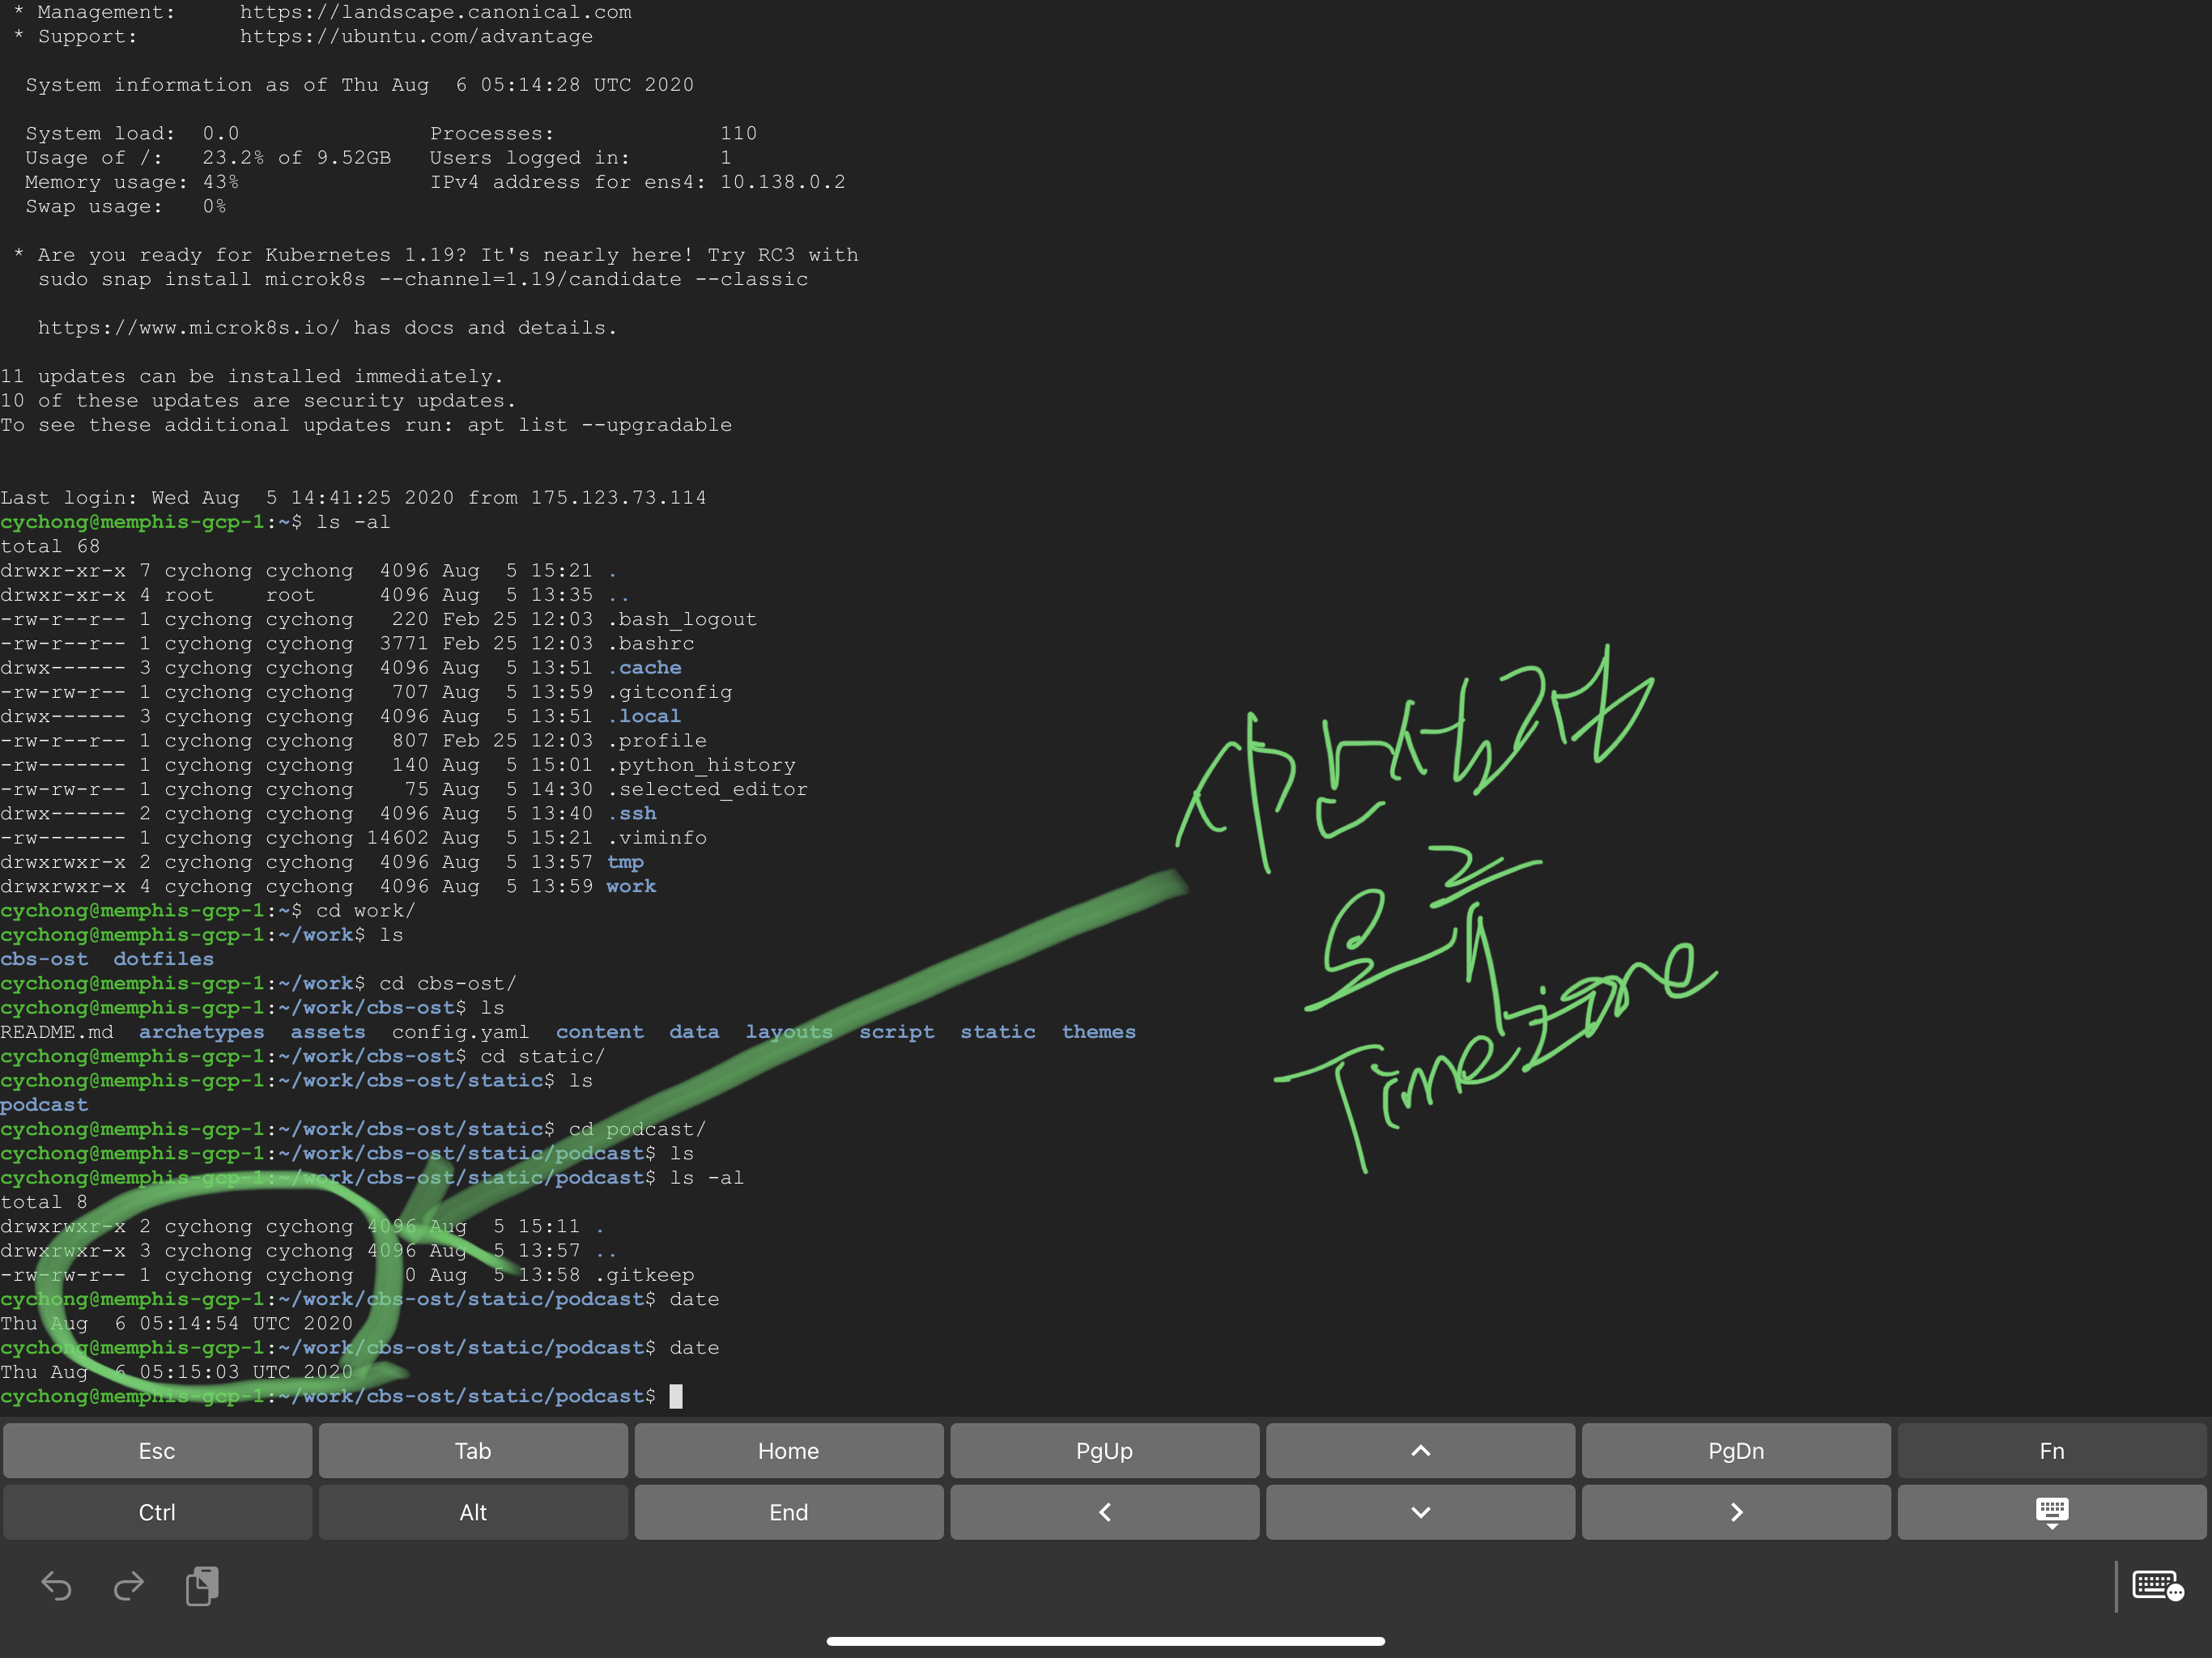 * Management:     https://landscape.canonical.com
* Support:        https://ubuntu.com/advantage
System information as of Thu Aug  6 05:14:28 UTC 2020
System load:  0.0               Processes:             110
Usage of /:   23.2% of 9.52GB   Users logged in:       1
Memory usage: 43%               IPv4 address for ens4: 10.138.0.2
Swap usage:   0%
* Are you ready for Kubernetes 1.19? It's nearly here! Try RC3 with
sudo snap install microk8s --channel=1.19/candidate --classic
https://www.microk8s.io/ has docs and details.
11 updates can be installed immediately.
10 of these updates are security updates.
To see these additional updates run: apt list --upgradable
Last login: Wed Aug  5 14:41:25 2020 from 175.123.73.114
cychong@memphis-gcp-1:~$ ls -al
total 68
drwxr-xr-x 7 cychong cychong  4096 Aug  5 15:21 .
drwxr-xr-x 4 root    root     4096 Aug  5 13:35 ..
-rw-r--r-- 1 cychong cychong   220 Feb 25 12:03 .bash_logout
-rw-r--r-- 1 cychong cychong  3771 Feb 25 12:03 .bashrc
drwx------ 3 cychong cychong  4096 Aug  5 13:51 .cache
-rw-rw-r-- 1 cychong cychong   707 Aug  5 13:59 .gitconfig
drwx------ 3 cychong cychong  4096 Aug  5 13:51 .local
-rw-r--r-- 1 cychong cychong   807 Feb 25 12:03 .profile
-rw------- 1 cychong cychong   140 Aug  5 15:01 .python_history
-rw-rw-r-- 1 cychong cychong    75 Aug  5 14:30 .selected_editor
drwx------ 2 cychong cychong  4096 Aug  5 13:40 .ssh
-rw------- 1 cychong cychong 14602 Aug  5 15:21 .viminfo
drwxrwxr-x 2 cychong cychong  4096 Aug  5 13:57 tmp
drwxrwxr-x 4 cychong cychong  4096 Aug  5 13:59 work
cychong@memphis-gcp-1:~$ cd work/
cychong@memphis-gcp-1:~/work$ ls
cbs-ost  dotfiles
cychong@memphis-gcp-1:~/work$ cd cbs-ost/
cychong@memphis-gcp-1:~/work/cbs-ost$ ls
README.md  archetypes  assets  config.yaml  content  data  layouts  script  static  themes
cychong@memphis-gcp-1:~/work/cbs-ost$ cd static/
cychong@memphis-gcp-1:~/work/cbs-ost/static$ ls
podcast
cychong@memphis-gcp-1:~/work/cbs-ost/static$ cd podcast/
cychong@memphis-gcp-1:~/work/cbs-ost/static/podcast$ ls
cychong@memphis-gcp-1:~/work/cbs-ost/static/podcast$ ls -al
total 8
drwxrwxr-x 2 cychong cychong 4096 Aug  5 15:11 .
drwxrwxr-x 3 cychong cychong 4096 Aug  5 13:57 ..
-rw-rw-r-- 1 cychong cychong    0 Aug  5 13:58 .gitkeep
cychong@memphis-gcp-1:~/work/cbs-ost/static/podcast$ date
Thu Aug  6 05:14:54 UTC 2020
cychong@memphis-gcp-1:~/work/cbs-ost/static/podcast$ date
Thu Aug  6 05:15:03 UTC 2020
cychong@memphis-gcp-1:~/work/cbs-ost/static/podcast$
오류
Timezone
Esc Tab Home PgUp PgDn Fn
Ctrl Alt End